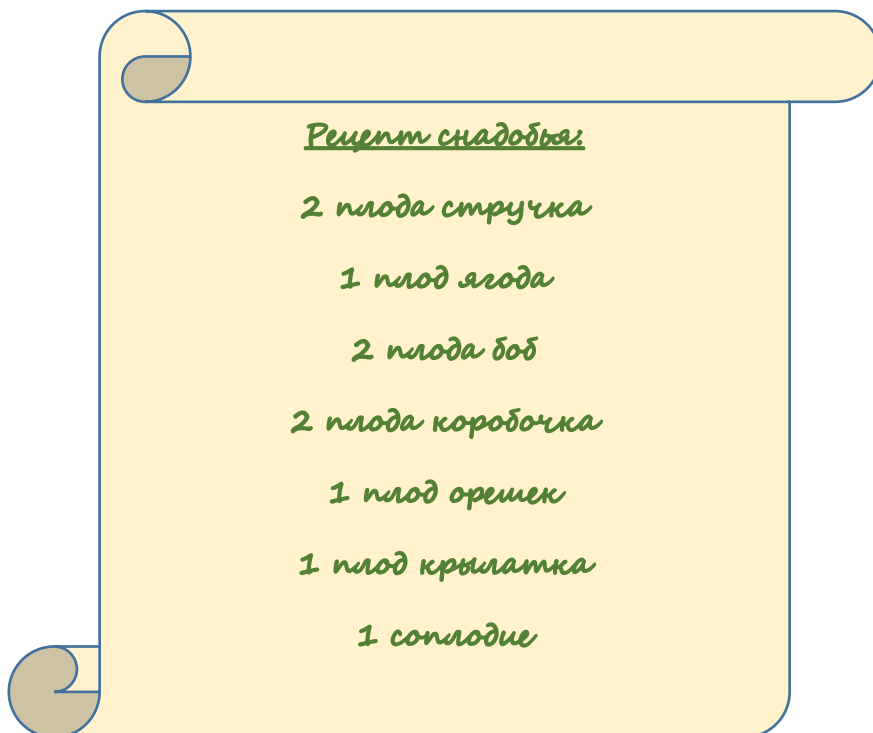 Рецепт снадобья:
2 плода стручка
1 плод ягода
2 плода боб
2 плода коробочка
1 плод орешек
1 плод крылатка
1 соплодие